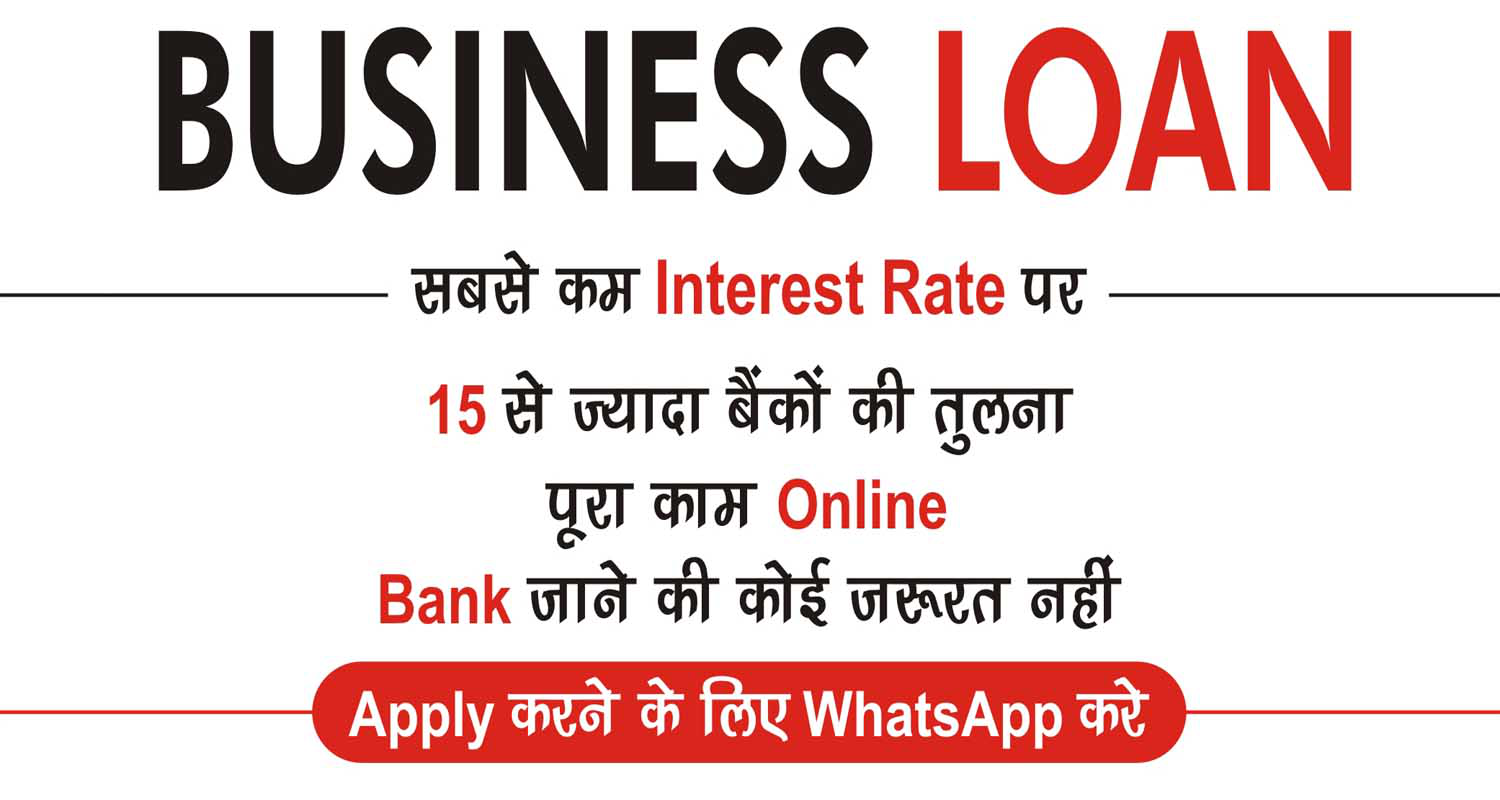 BUSINESS LOAN
सबसे कम Interest Rate पर
15 से ज्यादा बैंकों की तुलना
पूरा काम Online
Bank जाने की कोई जरूरत नहीं
Apply करने के लिए WhatsApp करे